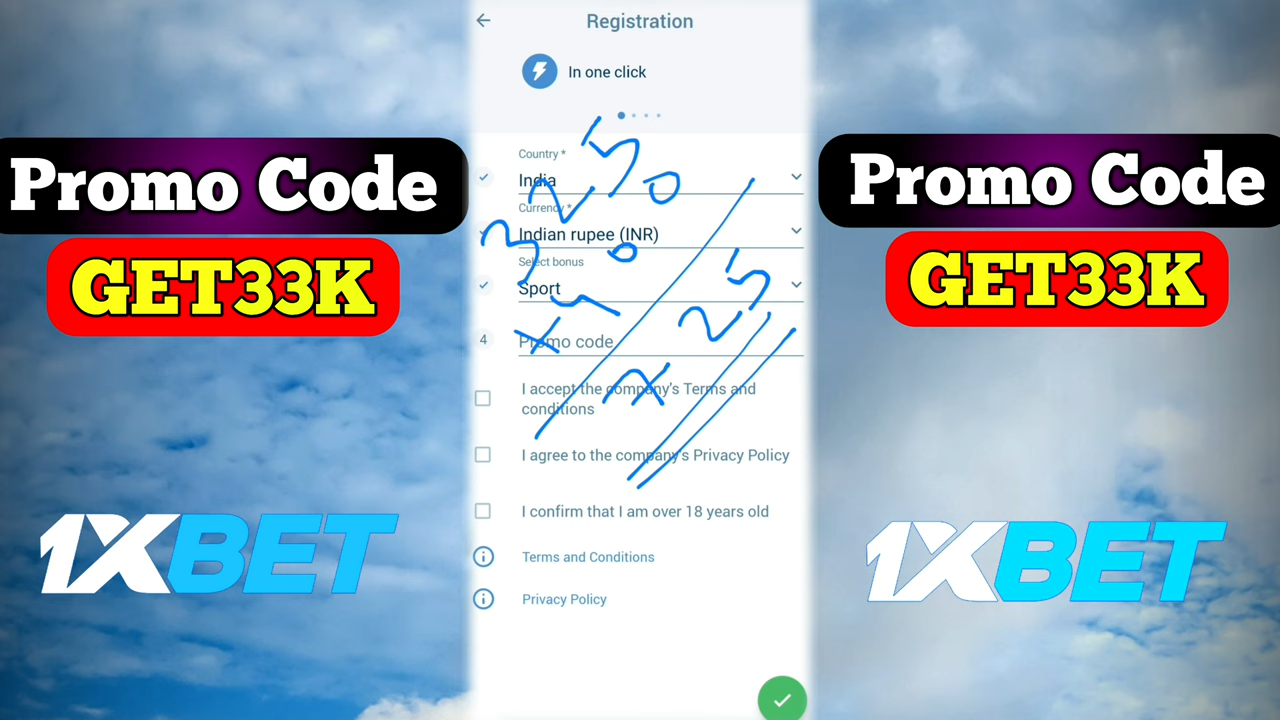 Registration
In one click
Country *
India
Currency *
Indian rupee (INR)
Select bonus
Sport
4
Promo code
I accept the company's Terms and
conditions
I agree to the company's Privacy Policy
I confirm that I am over 18 years old
Terms and Conditions
Privacy Policy
Promo Code
GET33K
1XBET
Promo Code
GET33K
1XBET
3250
x 25